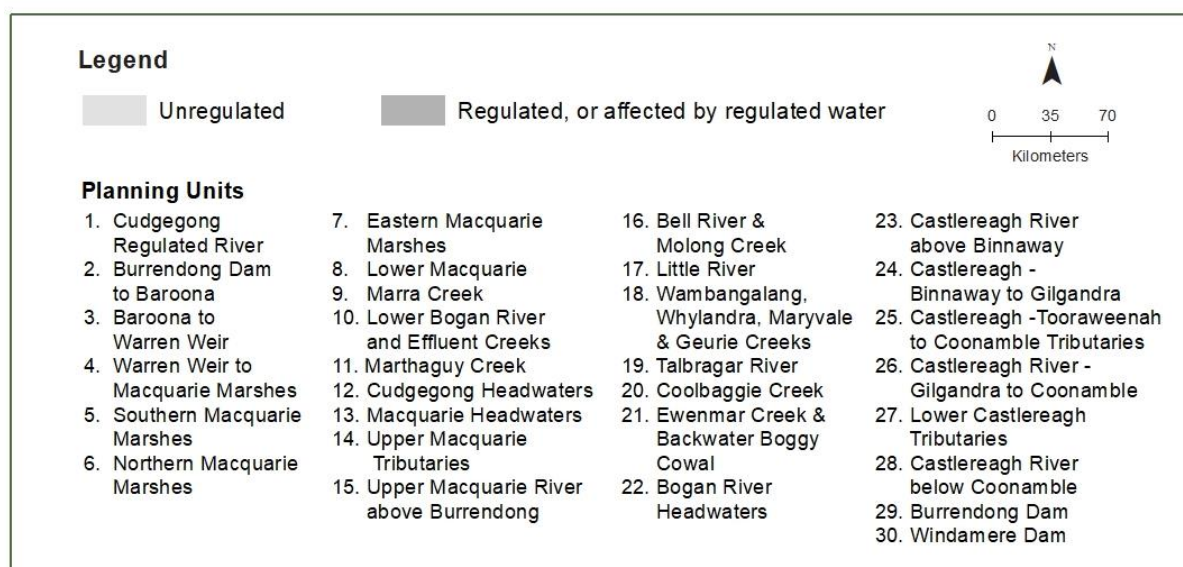 Legend
Unregulated
Regulated, or affected by regulated water
N
0 35 70
Kilometers
Planning Units
1. Cudgegong
Regulated River
2. Burrendong Dam
to Baroona
3. Baroona to
Warren Weir
4. Warren Weir to
Macquarie Marshes
5. Southern Macquarie
Marshes
6. Northern Macquarie
Marshes
7. Eastern Macquarie
Marshes
8. Lower Macquarie
9. Marra Creek
10. Lower Bogan River
and Effluent Creeks
11. Marthaguy Creek
12. Cudgegong Headwaters
13. Macquarie Headwaters
14. Upper Macquarie
Tributaries
15. Upper Macquarie River
above Burrendong
16. Bell River &
Molong Creek
17. Little River
18. Wambangalang,
Whylandra, Maryvale
& Geurie Creeks
19. Talbragar River
20. Coolbaggie Creek
21. Ewenmar Creek &
Backwater Boggy
Cowal
22. Bogan River
Headwaters
23. Castlereagh River
above Binnaway
24. Castlereagh -
Binnaway to Gilgandra
25. Castlereagh -Tooraweenah
to Coonamble Tributaries
26. Castlereagh River -
Gilgandra to Coonamble
27. Lower Castlereagh
Tributaries
28. Castlereagh River
below Coonamble
29. Burrendong Dam
30. Windamere Dam